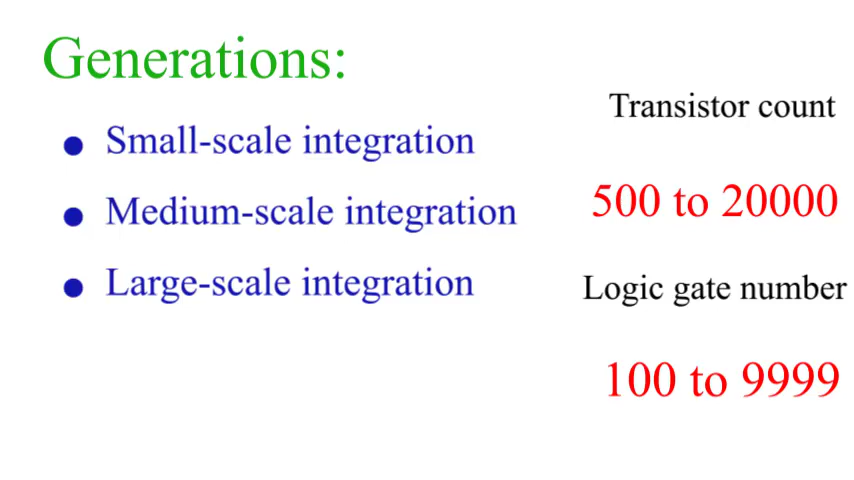 Generations:
• Small-scale integration
• Medium-scale integration
• Large-scale integration
Transistor count
500 to 20000
Logic gate number
100 to 9999